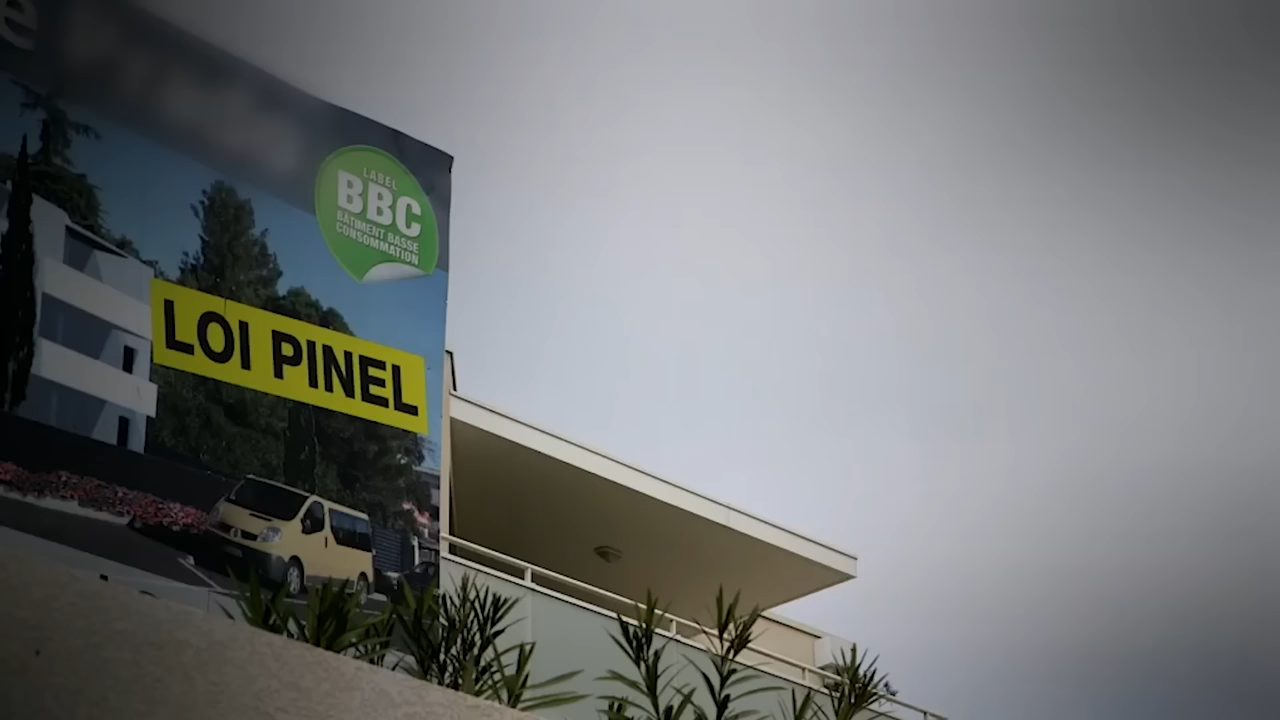 e
LABEL
BBC
BÂTIMENT BASSE
CONSOMMATION
LOI PINEL